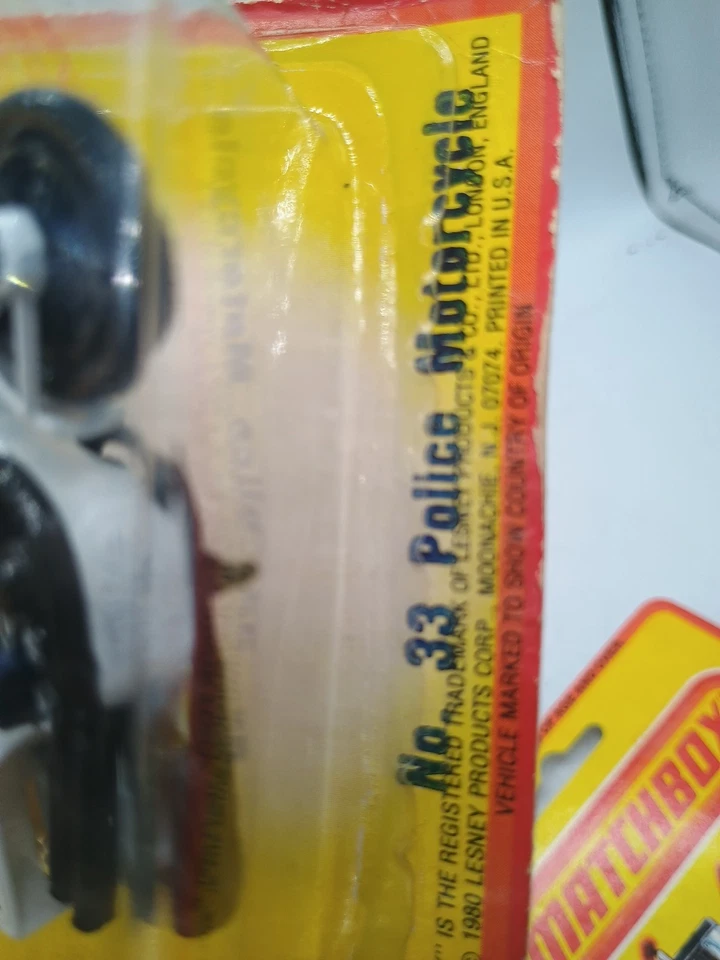 No. 33 Police Motorcycle
" IS THE REGISTERED TRADEMARK OF LESNEY PRODUCTS & CO., LTD., LONDON, ENGLAND
© 1980 LESNEY PRODUCTS CORP. MOONACHIE, N.J. 07074. PRINTED IN U.S.A.
VEHICLE MARKED TO SHOW COUNTRY OF ORIGIN
MATCHBOX